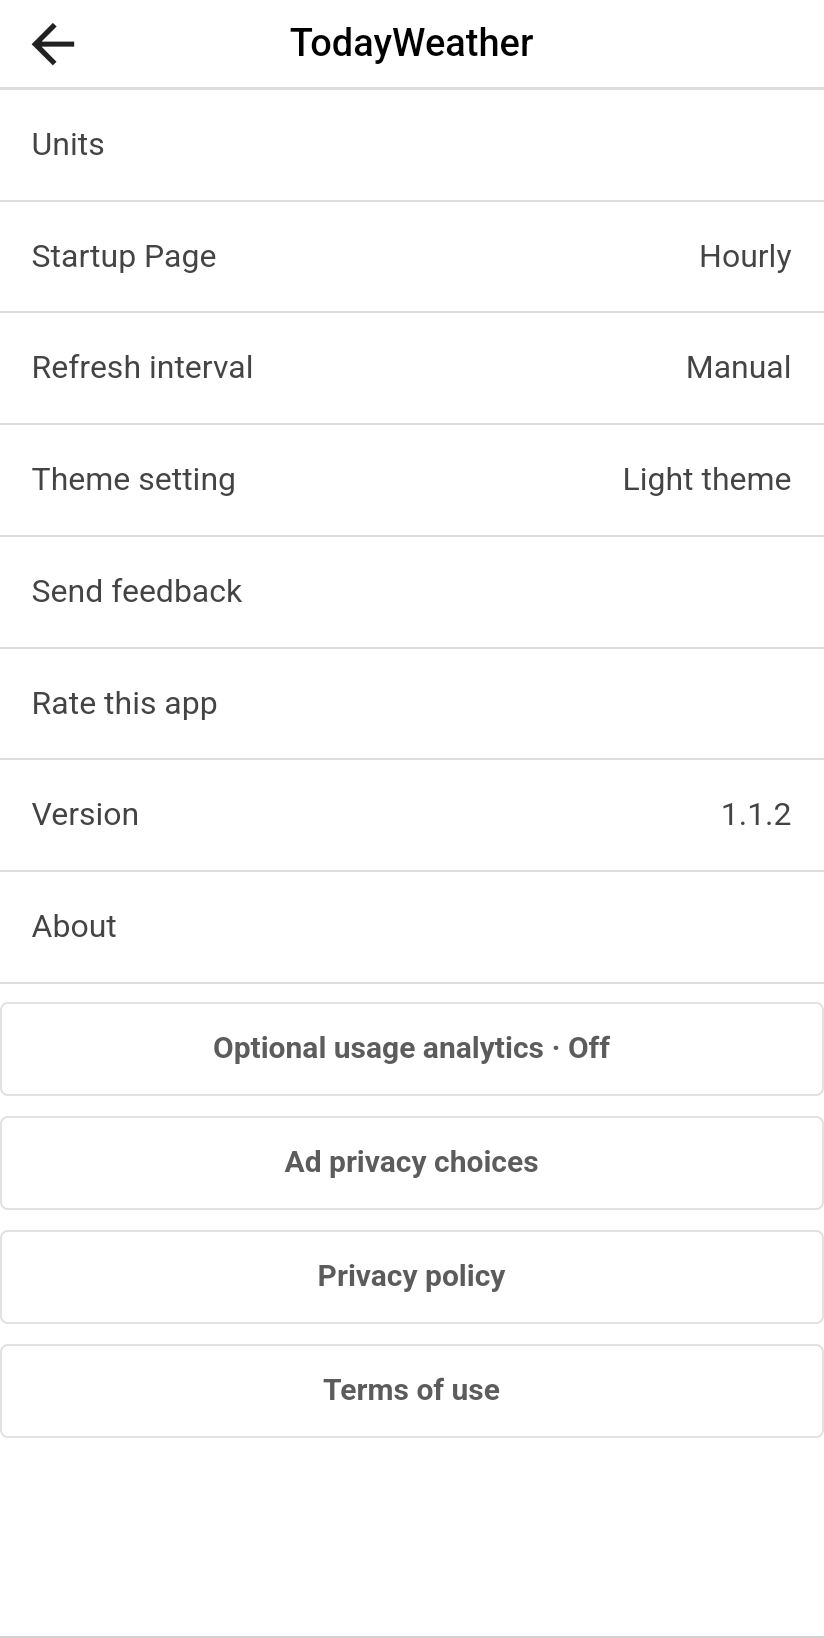 TodayWeather
Units
Startup Page Hourly
Refresh interval Manual
Theme setting Light theme
Send feedback
Rate this app
Version 1.1.2
About
Optional usage analytics · Off
Ad privacy choices
Privacy policy
Terms of use